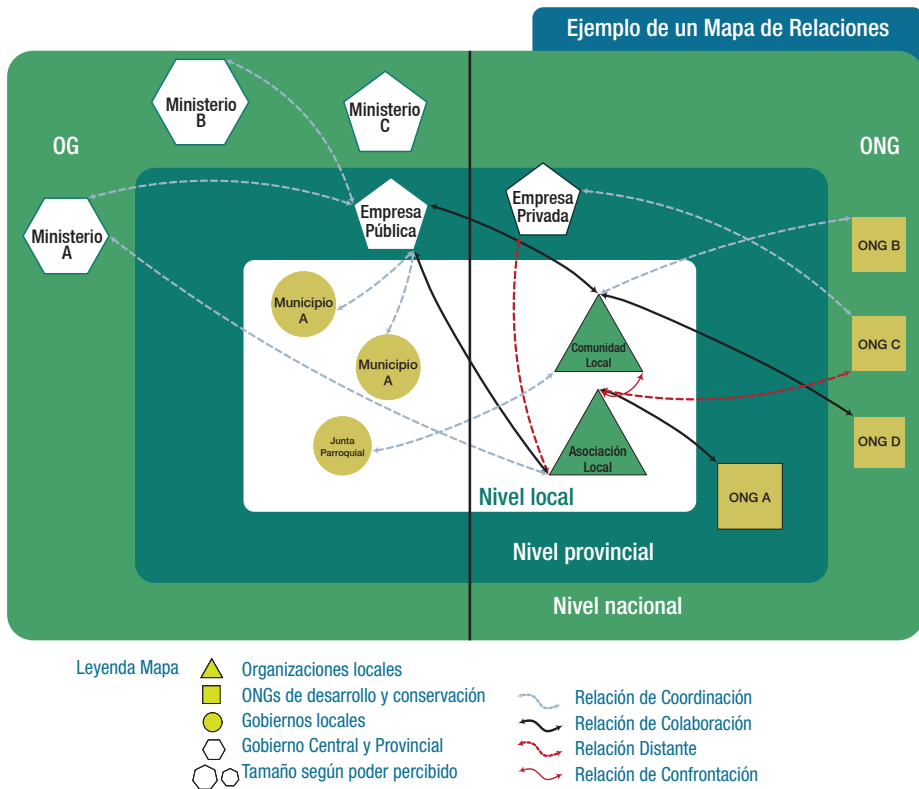 Ejemplo de un Mapa de Relaciones
Ministerio
B
Ministerio
C
OG
ONG
Empresa
Pública
Empresa
Privada
Ministerio
A
ONG B
Municipio
A
Comunidad
Local
ONG C
Municipio
A
Junta
Parroquial
Asociación
Local
ONG D
ONG A
Nivel local
Nivel provincial
Nivel nacional
Leyenda Mapa
Organizaciones locales
ONGs de desarrollo y conservación
Gobiernos locales
Gobierno Central y Provincial
Tamaño según poder percibido
Relación de Coordinación
Relación de Colaboración
Relación Distante
Relación de Confrontación